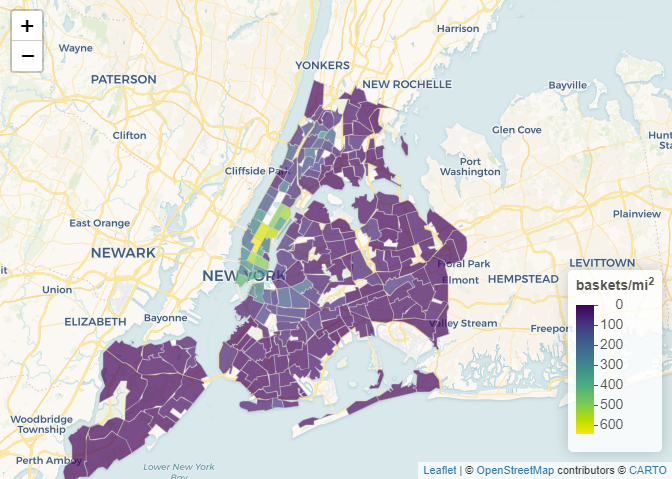 +
−
Wayne
Harrison
YONKERS
PATERSON
NEW ROCHELLE
Bayville
Glen Cove
Clifton
Cliffside Park
Port
Washington
East Orange
Plainview
NEWARK
Floral Park
LEVITTOWN
NEW YORK
Elmont
HEMPSTEAD
Union
Bayonne
ELIZABETH
Valley Stream
Freeport
baskets/mi²
0
100
200
300
400
500
600
Woodbridge
Township
Perth Amboy
Lower New York
Bay
Leaflet | © OpenStreetMap contributors © CARTO